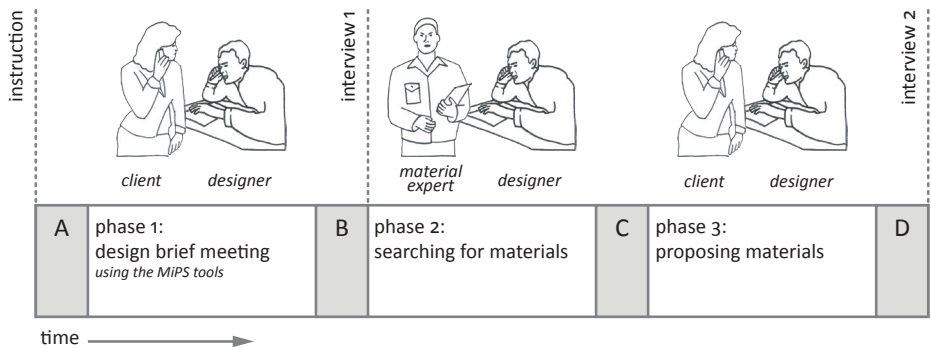 instruction
interview 1
interview 2
client
designer
material
expert
designer
client
designer
A
phase 1:
design brief meeting
using the MiPS tools
B
phase 2:
searching for materials
C
phase 3:
proposing materials
D
time